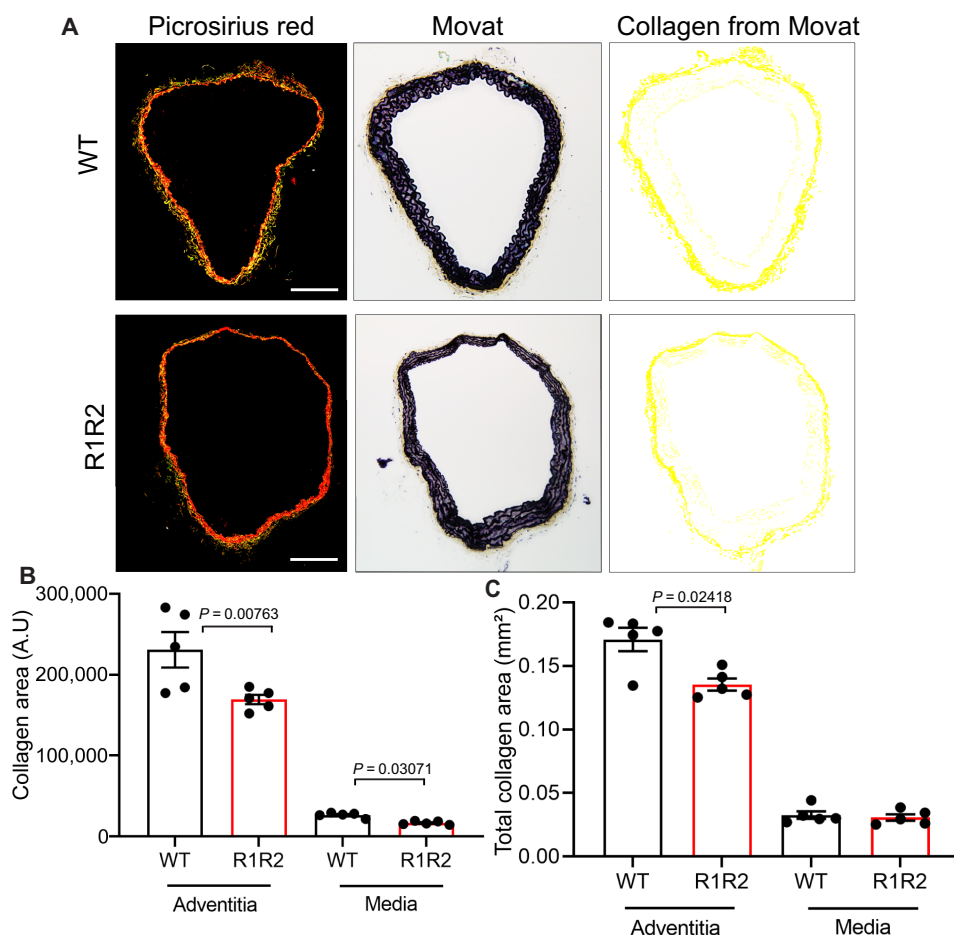 A
Picrosirius red
Movat
Collagen from Movat
WT
R1R2
B
Collagen area (A.U)
300,000
200,000
100,000
0
P = 0.00763
P = 0.03071
WT
R1R2
WT
R1R2
Adventitia
Media
C
Total collagen area (mm²)
0.20
0.15
0.10
0.05
0.00
P = 0.02418
WT
R1R2
WT
R1R2
Adventitia
Media